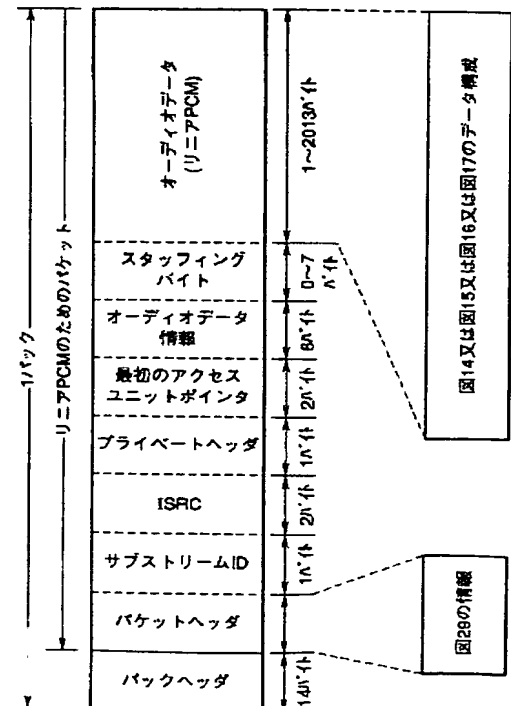 1パック
リニアPCMのためのパケット
オーディオデータ
(リニアPCM)
1~2013バイト
スタッフィング
バイト
0~7
バイト
オーディオデータ
情報
8バイト
最初のアクセス
ユニットポインタ
2バイト
プライベートヘッダ
1バイト
ISRC
2バイト
サブストリームID
1バイト
パケットヘッダ
パックヘッダ
14バイト
図14又は図15又は図16又は図17のデータ構成
図29の情報